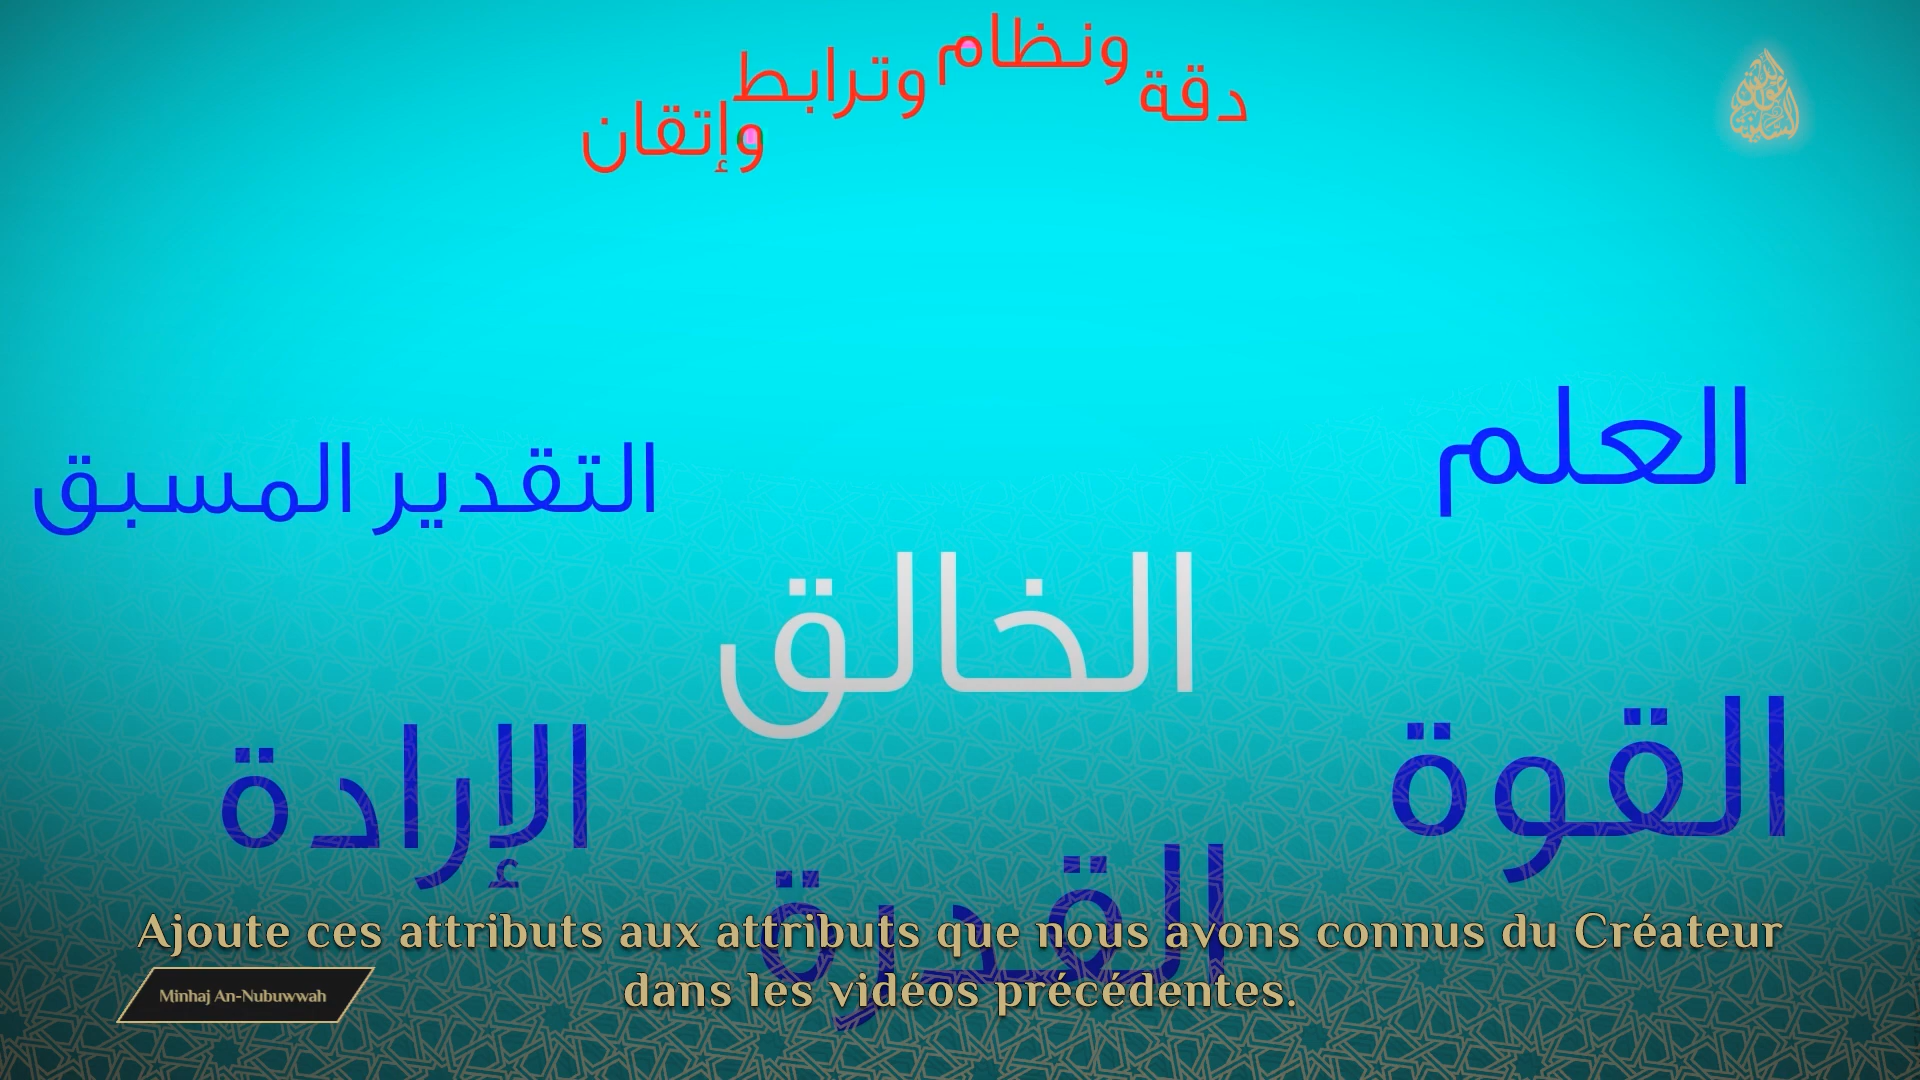 دقة ونظام وترابط وإتقان
العلم
التقدير المسبق
الخالق
القوة
الإرادة
القدرة
Ajoute ces attributs aux attributs que nous avons connus du Créateur
dans les vidéos précédentes.
Minhaj An-Nubuwwah